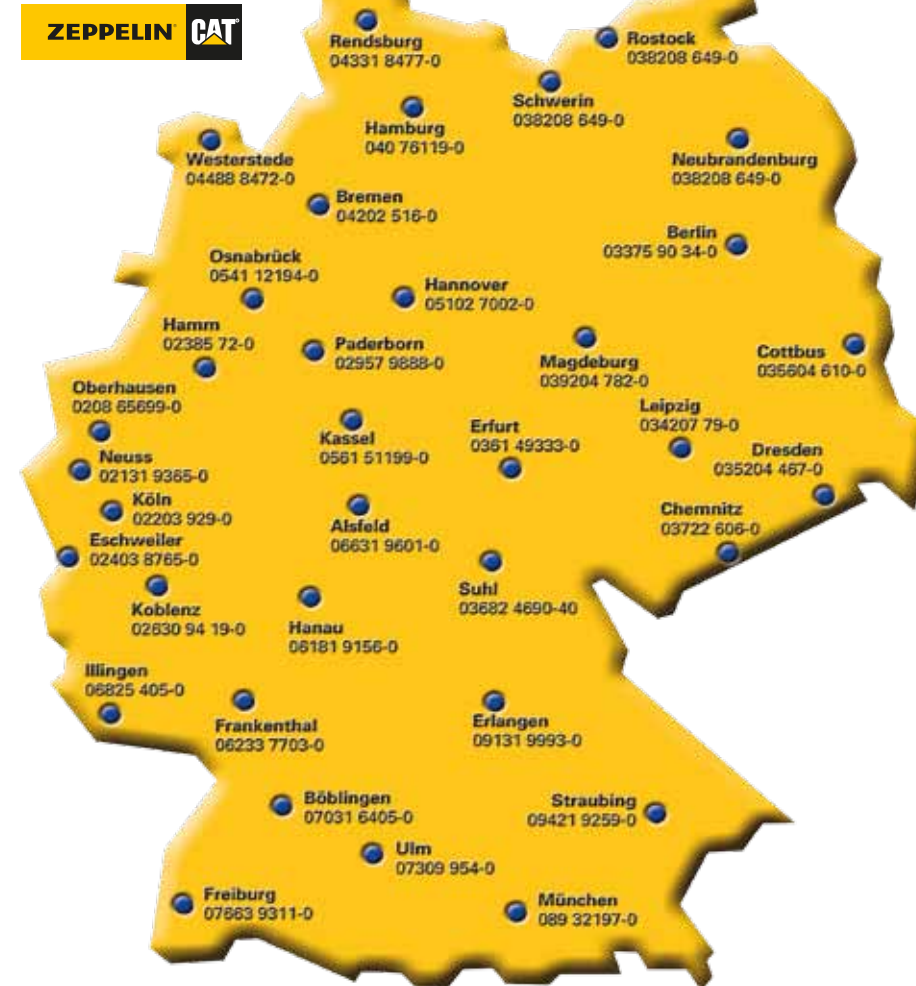 ZEPPELIN CAT
Rendsburg
04331 8477-0
Rostock
038208 649-0
Schwerin
038208 649-0
Hamburg
040 76119-0
Westerstede
04488 8472-0
Neubrandenburg
038208 649-0
Bremen
04202 516-0
Berlin
03375 90 34-0
Osnabrück
0541 12194-0
Hannover
05102 7002-0
Hamm
02385 72-0
Paderborn
02957 9888-0
Magdeburg
039204 782-0
Cottbus
035604 610-0
Oberhausen
0208 65699-0
Leipzig
034207 79-0
Kassel
0561 51199-0
Erfurt
0361 49333-0
Dresden
035204 467-0
Neuss
02131 9365-0
Köln
02203 929-0
Alsfeld
06631 9601-0
Chemnitz
03722 606-0
Eschweiler
02403 8765-0
Suhl
03682 4690-40
Koblenz
02630 94 19-0
Hanau
06181 9156-0
Illingen
06825 405-0
Frankenthal
06233 7703-0
Erlangen
09131 9993-0
Böblingen
07031 6405-0
Straubing
09421 9259-0
Ulm
07309 954-0
Freiburg
07663 9311-0
München
089 32197-0